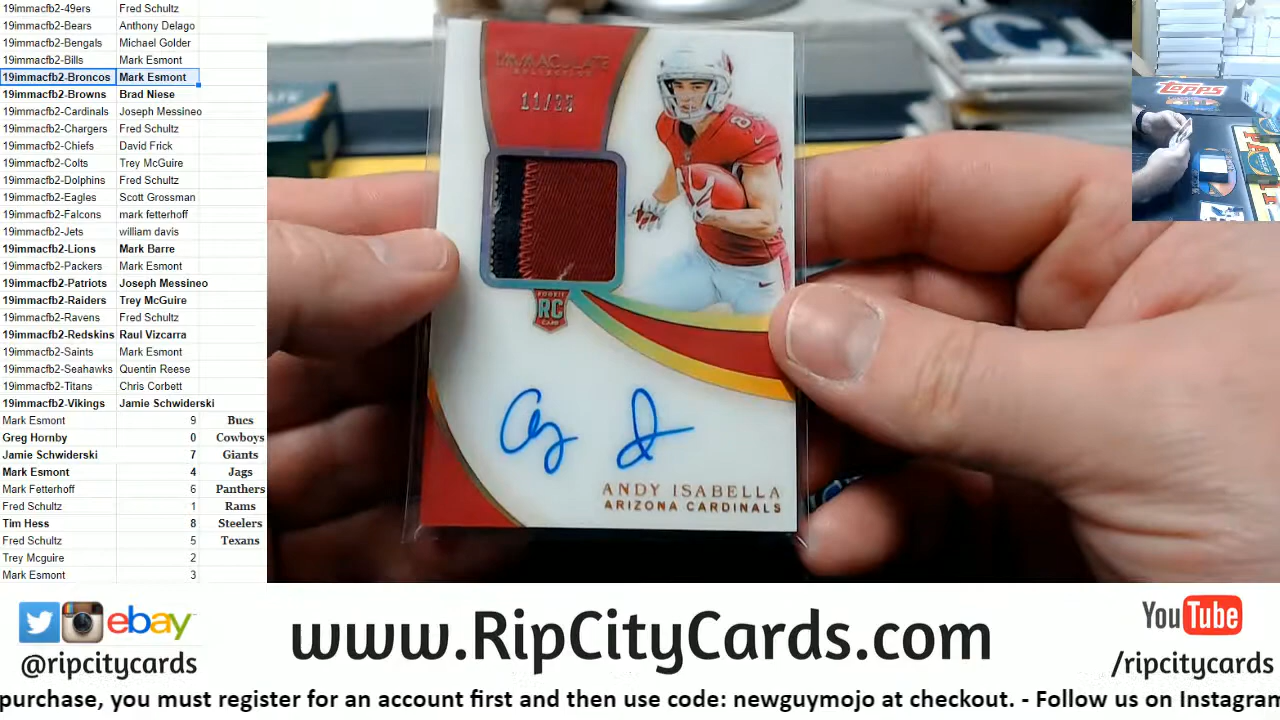 19immacfb2-49ers Fred Schultz
19immacfb2-Bears Anthony Delago
19immacfb2-Bengals Michael Golder
19immacfb2-Bills Mark Esmont
19immacfb2-Broncos Mark Esmont
19immacfb2-Browns Brad Niese
19immacfb2-Cardinals Joseph Messineo
19immacfb2-Chargers Fred Schultz
19immacfb2-Chiefs David Frick
19immacfb2-Colts Trey McGuire
19immacfb2-Dolphins Fred Schultz
19immacfb2-Eagles Scott Grossman
19immacfb2-Falcons mark fetterhoff
19immacfb2-Jets william davis
19immacfb2-Lions Mark Barre
19immacfb2-Packers Mark Esmont
19immacfb2-Patriots Joseph Messineo
19immacfb2-Raiders Trey McGuire
19immacfb2-Ravens Fred Schultz
19immacfb2-Redskins Raul Vizcarra
19immacfb2-Saints Mark Esmont
19immacfb2-Seahawks Quentin Reese
19immacfb2-Titans Chris Corbett
19immacfb2-Vikings Jamie Schwiderski
Mark Esmont 9 Bucs
Greg Hornby 0 Cowboys
Jamie Schwiderski 7 Giants
Mark Esmont 4 Jags
Mark Fetterhoff 6 Panthers
Fred Schultz 1 Rams
Tim Hess 8 Steelers
Fred Schultz 5 Texans
Trey Mcguire 2
Mark Esmont 3
IMMACULATE
COLLECTION
11/25
ROOKIE
RC
CARD
ANDY ISABELLA
ARIZONA CARDINALS
topps
ebay
@ripcitycards
www.RipCityCards.com
YouTube
/ripcitycards
purchase, you must register for an account first and then use code: newguymojo at checkout. - Follow us on Instagram